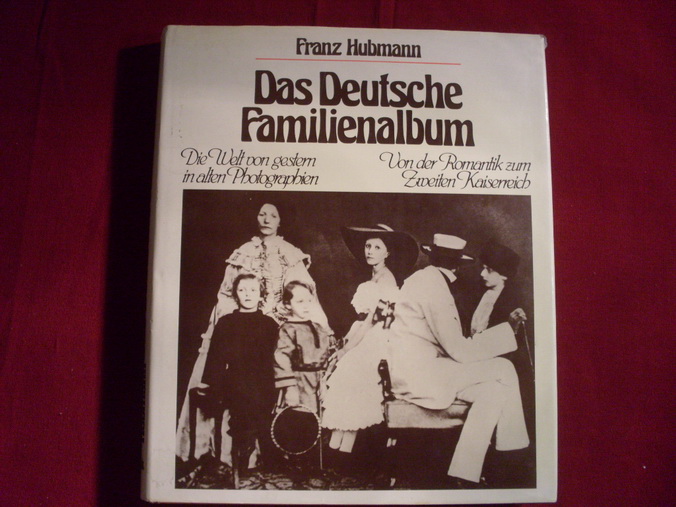 Franz Hubmann
Das Deutsche
Familienalbum
Die Welt von gestern
in alten Photographien
Von der Romantik zum
Zweiten Kaiserreich